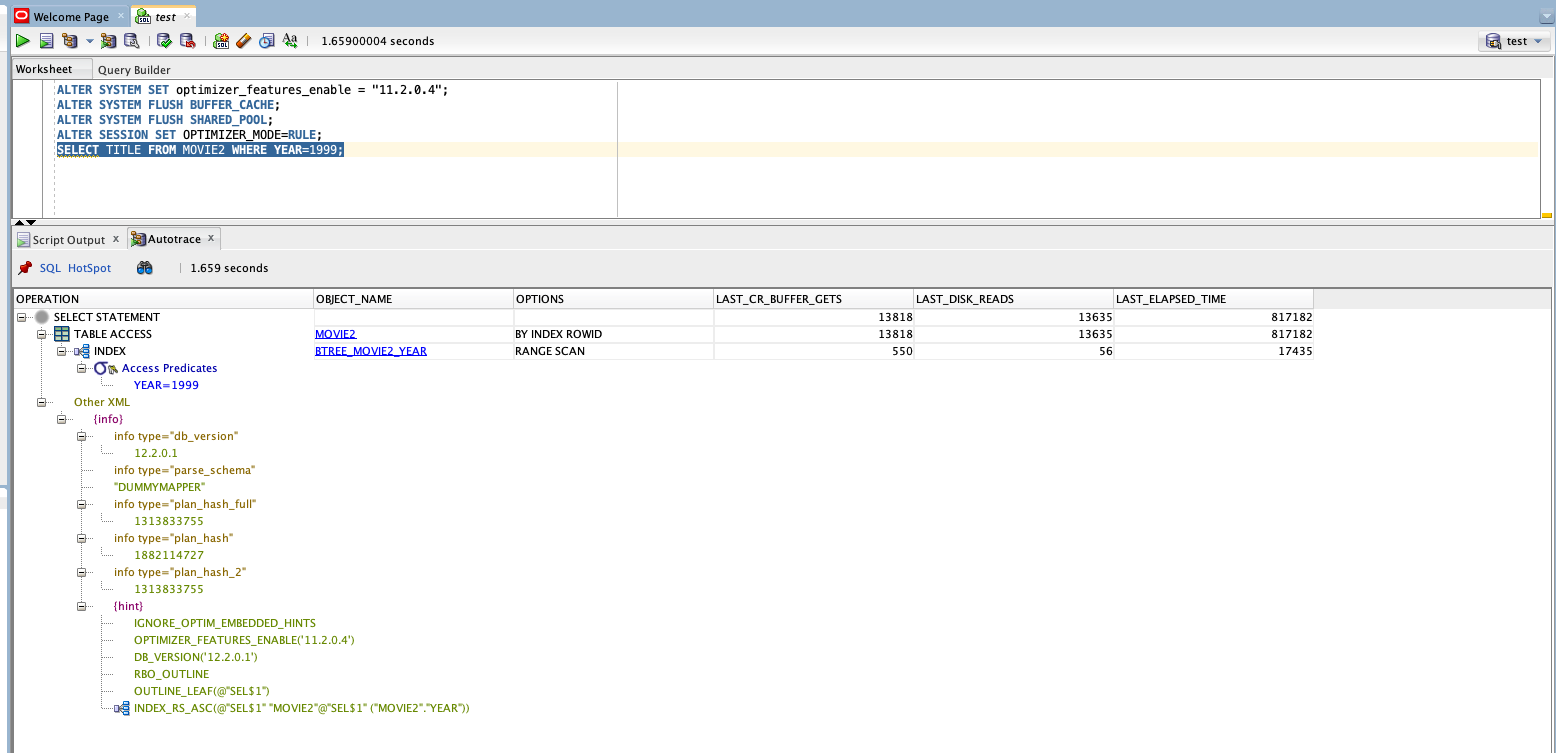 Welcome Page test
1.65900004 seconds test
Worksheet Query Builder
ALTER SYSTEM SET optimizer_features_enable = "11.2.0.4";
ALTER SYSTEM FLUSH BUFFER_CACHE;
ALTER SYSTEM FLUSH SHARED_POOL;
ALTER SESSION SET OPTIMIZER_MODE=RULE;
SELECT TITLE FROM MOVIE2 WHERE YEAR=1999;
Script Output x Autotrace x
SQL HotSpot 1.659 seconds
OPERATION OBJECT_NAME OPTIONS LAST_CR_BUFFER_GETS LAST_DISK_READS LAST_ELAPSED_TIME
SELECT STATEMENT 13818 13635 817182
TABLE ACCESS MOVIE2 BY INDEX ROWID 13818 13635 817182
INDEX BTREE_MOVIE2_YEAR RANGE SCAN 550 56 17435
Access Predicates
YEAR=1999
Other XML
{info}
info type="db_version"
12.2.0.1
info type="parse_schema"
"DUMMYMAPPER"
info type="plan_hash_full"
1313833755
info type="plan_hash"
1882114727
info type="plan_hash_2"
1313833755
{hint}
IGNORE_OPTIM_EMBEDDED_HINTS
OPTIMIZER_FEATURES_ENABLE('11.2.0.4')
DB_VERSION('12.2.0.1')
RBO_OUTLINE
OUTLINE_LEAF(@"SEL$1")
INDEX_RS_ASC(@"SEL$1" "MOVIE2"@"SEL$1" ("MOVIE2"."YEAR"))